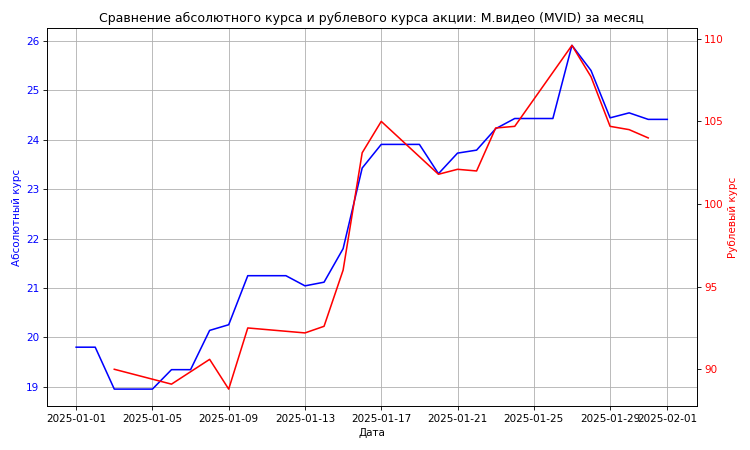 Сравнение абсолютного курса и рублевого курса акции: М.видео (MVID) за месяц
Абсолютный курс
26
25
24
23
22
21
20
19
110
105
100
95
90
Рублевый курс
2025-01-01 2025-01-05 2025-01-09 2025-01-13 2025-01-17 2025-01-21 2025-01-25 2025-01-29 2025-02-01
Дата